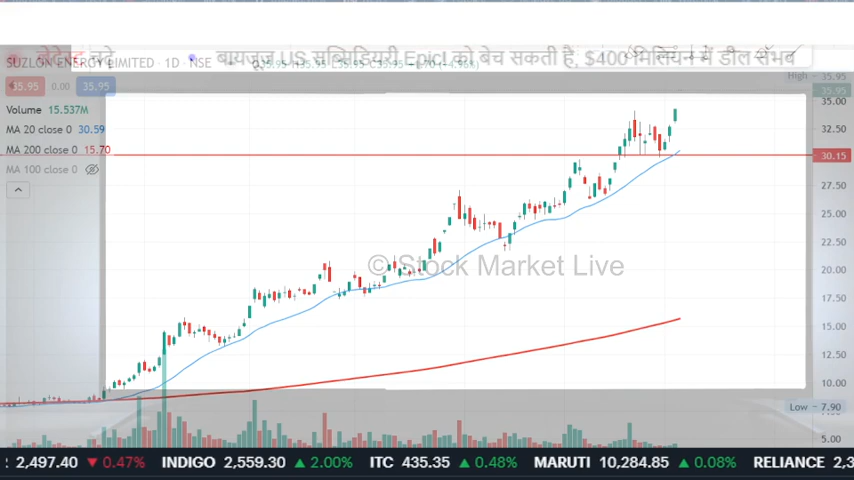 लेटेस्ट न्यूज़ बायजूज US सब्सिडियरी Epic! को बेच सकती है, $400 मिलियन में डील संभव
SUZLON ENERGY LIMITED · 1D · NSE
High 35.95
35.95 0.00 35.95
35.95
Volume 15.537M
35.00
MA 20 close 0 30.59
32.50
MA 200 close 0 15.70
30.15
MA 100 close 0
27.50
25.00
22.50
© Stock Market Live
20.00
17.50
15.00
12.50
10.00
Low 7.90
5.00
2,497.40 ▼ 0.47% INDIGO 2,559.30 ▲ 2.00% ITC 435.35 ▲ 0.48% MARUTI 10,284.85 ▲ 0.08% RELIANCE